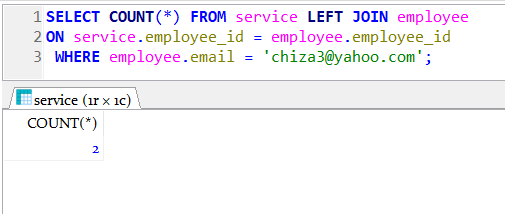 1 SELECT COUNT(*) FROM service LEFT JOIN employee
2 ON service.employee_id = employee.employee_id
3 WHERE employee.email = 'chiza3@yahoo.com';
service (1r × 1c)
COUNT(*)
2